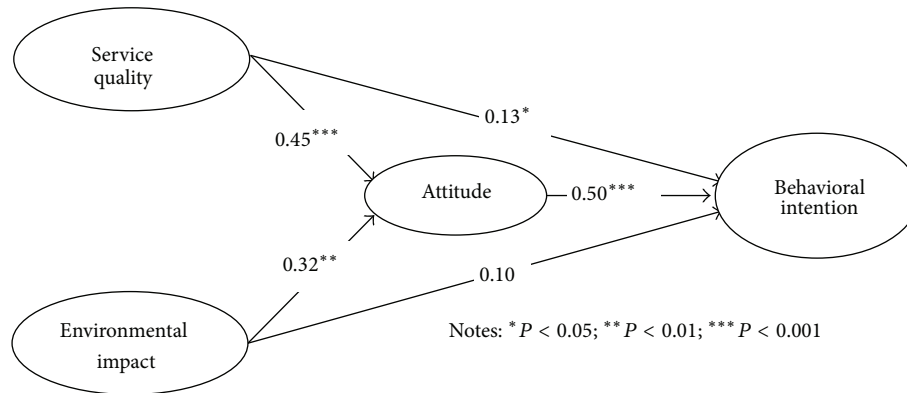 Service
quality
0.13*
0.45***
Attitude
0.50***
Behavioral
intention
0.32**
0.10
Environmental
impact
Notes: *P < 0.05; **P < 0.01; ***P < 0.001